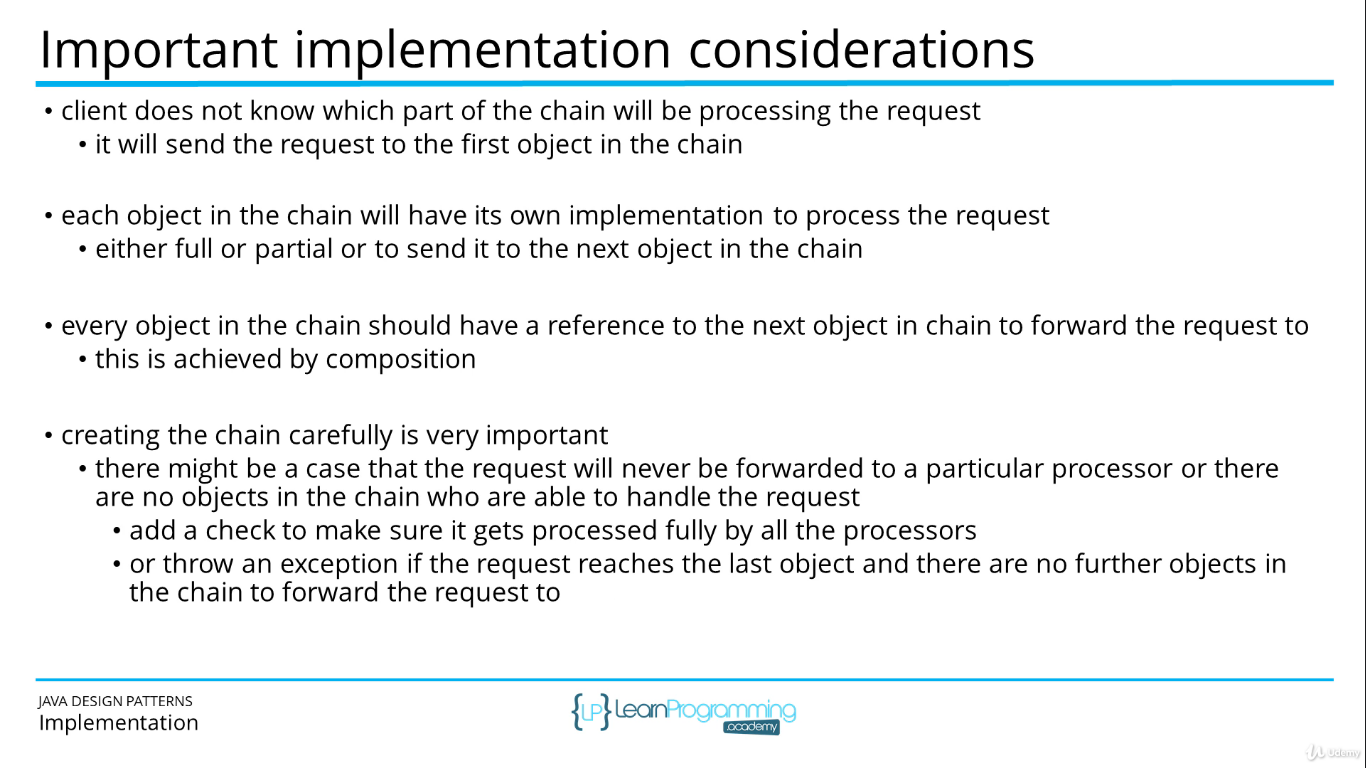 Important implementation considerations
• client does not know which part of the chain will be processing the request
• it will send the request to the first object in the chain
• each object in the chain will have its own implementation to process the request
• either full or partial or to send it to the next object in the chain
• every object in the chain should have a reference to the next object in chain to forward the request to
• this is achieved by composition
• creating the chain carefully is very important
• there might be a case that the request will never be forwarded to a particular processor or there
are no objects in the chain who are able to handle the request
• add a check to make sure it gets processed fully by all the processors
• or throw an exception if the request reaches the last object and there are no further objects in
the chain to forward the request to
JAVA DESIGN PATTERNS
Implementation
{LP} LearnProgramming
.academy
Udemy